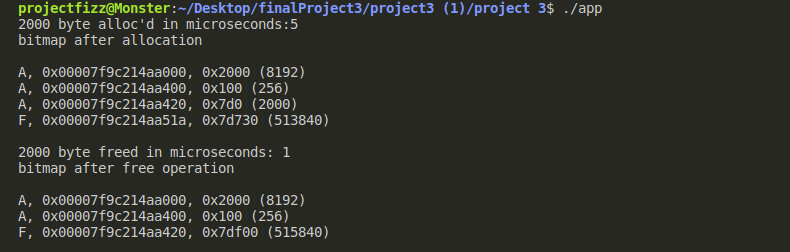 projectfizz@Monster:~/Desktop/finalProject3/project3 (1)/project 3$ ./app
2000 byte alloc'd in microseconds:5
bitmap after allocation
A, 0x00007f9c214aa000, 0x2000 (8192)
A, 0x00007f9c214aa400, 0x100 (256)
A, 0x00007f9c214aa420, 0x7d0 (2000)
F, 0x00007f9c214aa51a, 0x7d730 (513840)
2000 byte freed in microseconds: 1
bitmap after free operation
A, 0x00007f9c214aa000, 0x2000 (8192)
A, 0x00007f9c214aa400, 0x100 (256)
F, 0x00007f9c214aa420, 0x7df00 (515840)